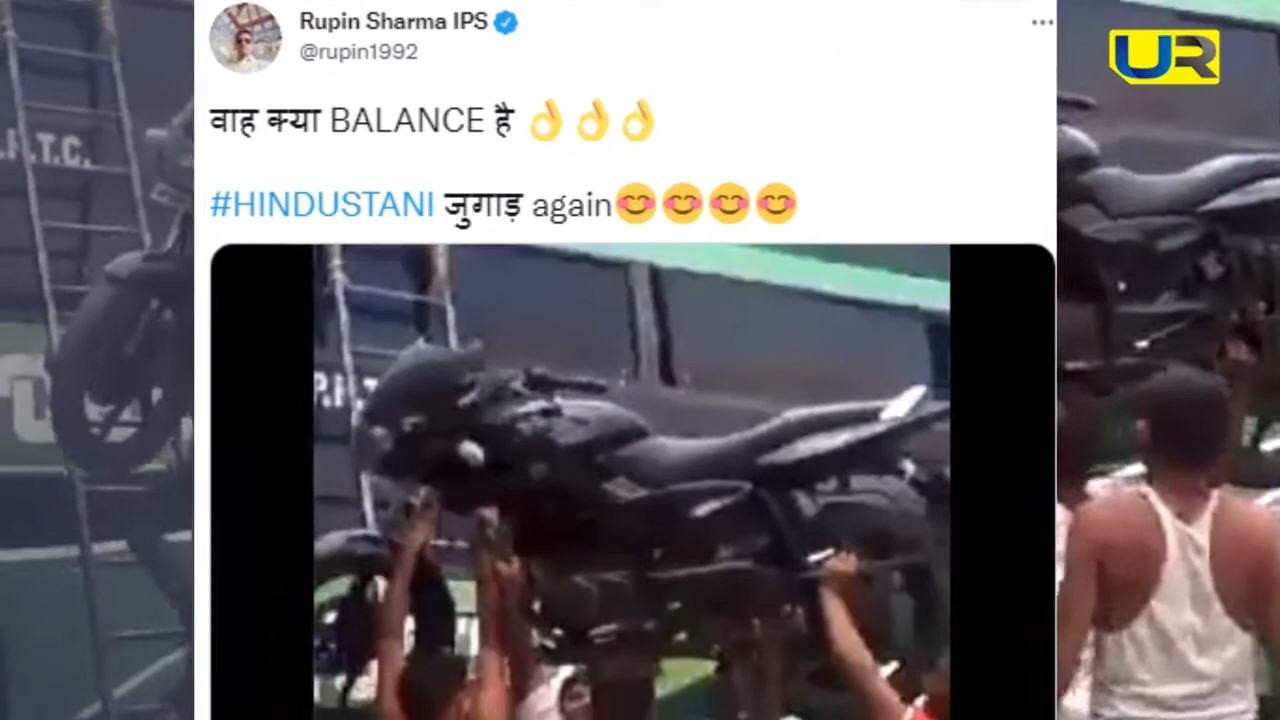 Rupin Sharma IPS
@rupin1992
UR
वाह क्या BALANCE है 👌👌👌
#HINDUSTANI जुगाड़ again😊😊😊😊